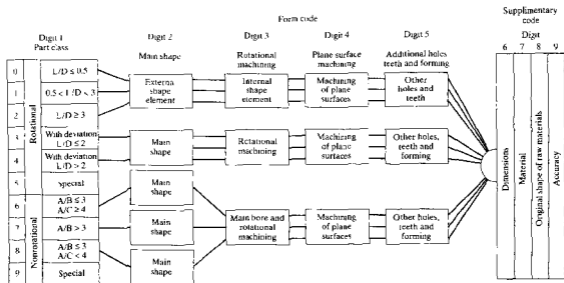 Form code
Supplimentary
code
Digit 1
Part class
Digit 2
Main shape
Digit 3
Rotational
machining
Digit 4
Plane surface
machining
Digit 5
Additional holes
teeth and forming
Digit
6 7 8 9
Rotational
0 L/D ≤ 0.5
1 0.5 < L/D < 3
2 L/D ≥ 3
3 With deviation
L/D ≤ 2
4 With deviation
L/D > 2
5 Special
Nonrotational
6 A/B ≤ 3
A/C ≥ 4
7 A/B > 3
8 A/B ≤ 3
A/C < 4
9 Special
External
shape
element
Internal
shape
element
Machining
of plane
surfaces
Other
holes and
teeth
Main
shape
Rotational
machining
Machining
of plane
surfaces
Other holes,
teeth and
forming
Main
shape
Main
shape
Main
shape
Main bore and
rotational
machining
Machining
of plane
surfaces
Other holes,
teeth and
forming
Dimensions
Material
Original shape of raw materials
Accuracy